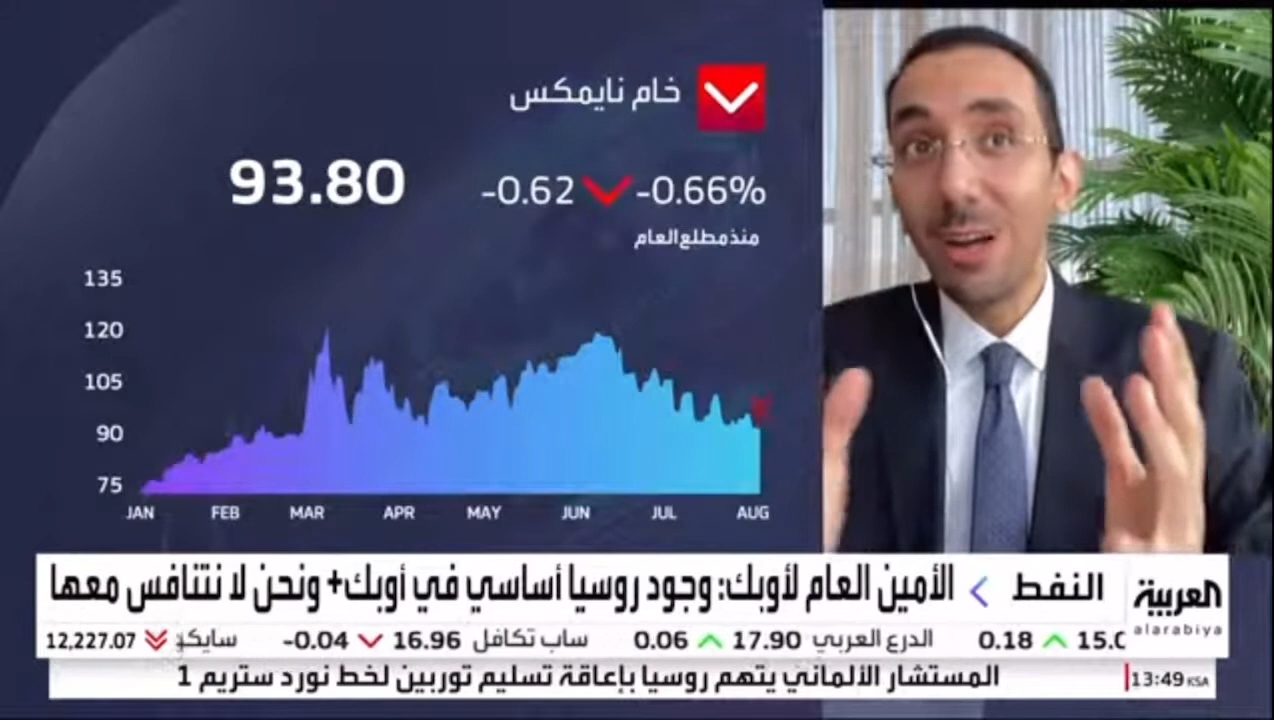 خام نايمكس
93.80
-0.62 -0.66%
منذ مطلع العام
135
120
105
90
75
JAN FEB MAR APR MAY JUN JUL AUG
النفط
الأمين العام لأوبك: وجود روسيا أساسي في أوبك+ ونحن لا نتنافس معها
العربية
alarabiya
15.0 0.18 الدرع العربي 17.90 0.06 ساب تكافل 16.96 -0.04 سايكو 12,227.07
13:49 KSA
المستشار الألماني يتهم روسيا بإعاقة تسليم توربين لخط نورد ستريم 1